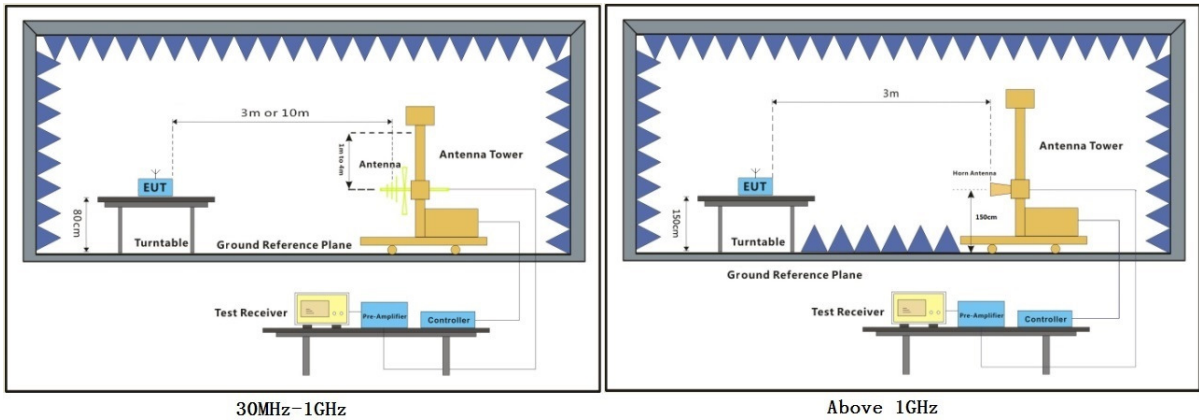 3m or 10m
1m to 4m
Antenna
Antenna Tower
EUT
80cm
Turntable
Ground Reference Plane
Test Receiver
Pre-Amplifier
Controller
30MHz-1GHz
3m
Antenna Tower
Horn Antenna
EUT
150cm
150cm
Turntable
Ground Reference Plane
Test Receiver
Pre-Amplifier
Controller
Above 1GHz